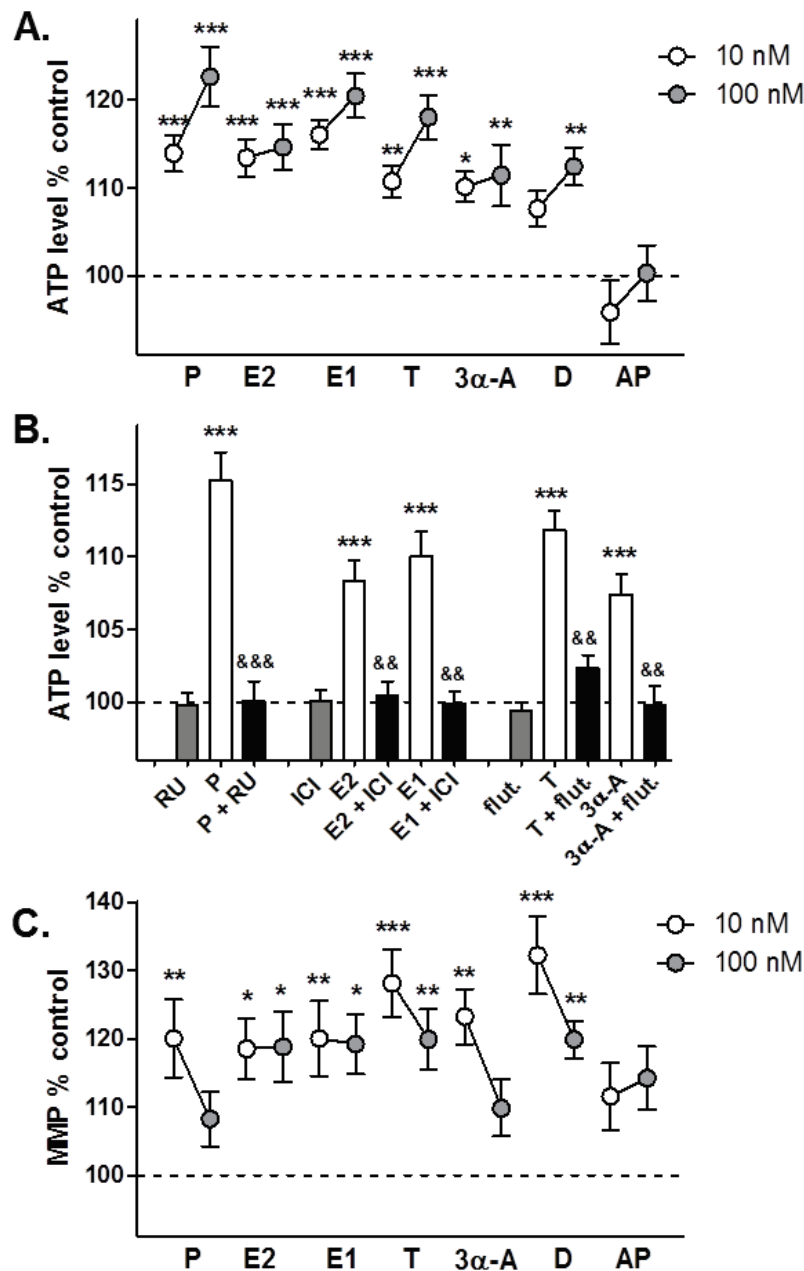 A.
ATP level % control
120
110
100
*** *** *** *** *** *** ** *** * ** **
10 nM
100 nM
P E2 E1 T 3α-A D AP
B.
ATP level % control
115
110
105
100
*** &&& *** && *** && *** && *** &&
RU P P + RU ICI E2 E2 + ICI E1 E1 + ICI flut. T T + flut. 3α-A 3α-A + flut.
C.
MMP % control
140
130
120
110
100
** * * ** * *** ** ** *** **
10 nM
100 nM
P E2 E1 T 3α-A D AP